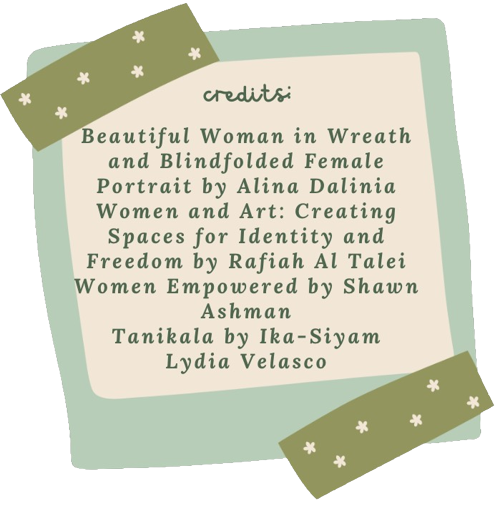 credits:
Beautiful Woman in Wreath
and Blindfolded Female
Portrait by Alina Dalinia
Women and Art: Creating
Spaces for Identity and
Freedom by Rafiah Al Talei
Women Empowered by Shawn
Ashman
Tanikala by Ika-Siyam
Lydia Velasco